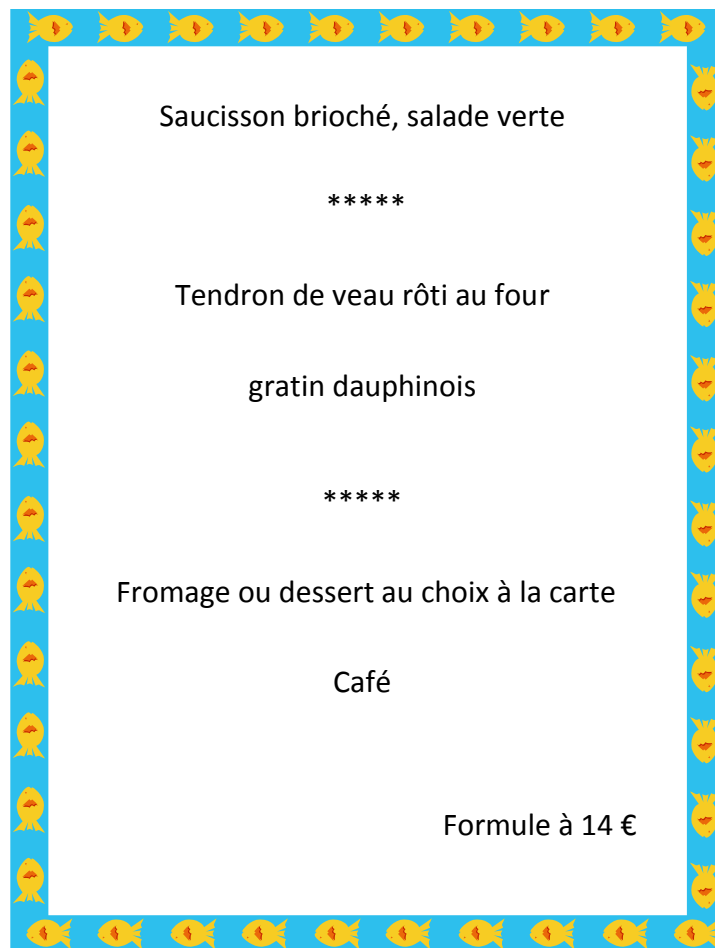 Saucisson brioché, salade verte
*****
Tendron de veau rôti au four
gratin dauphinois
*****
Fromage ou dessert au choix à la carte
Café
Formule à 14 €